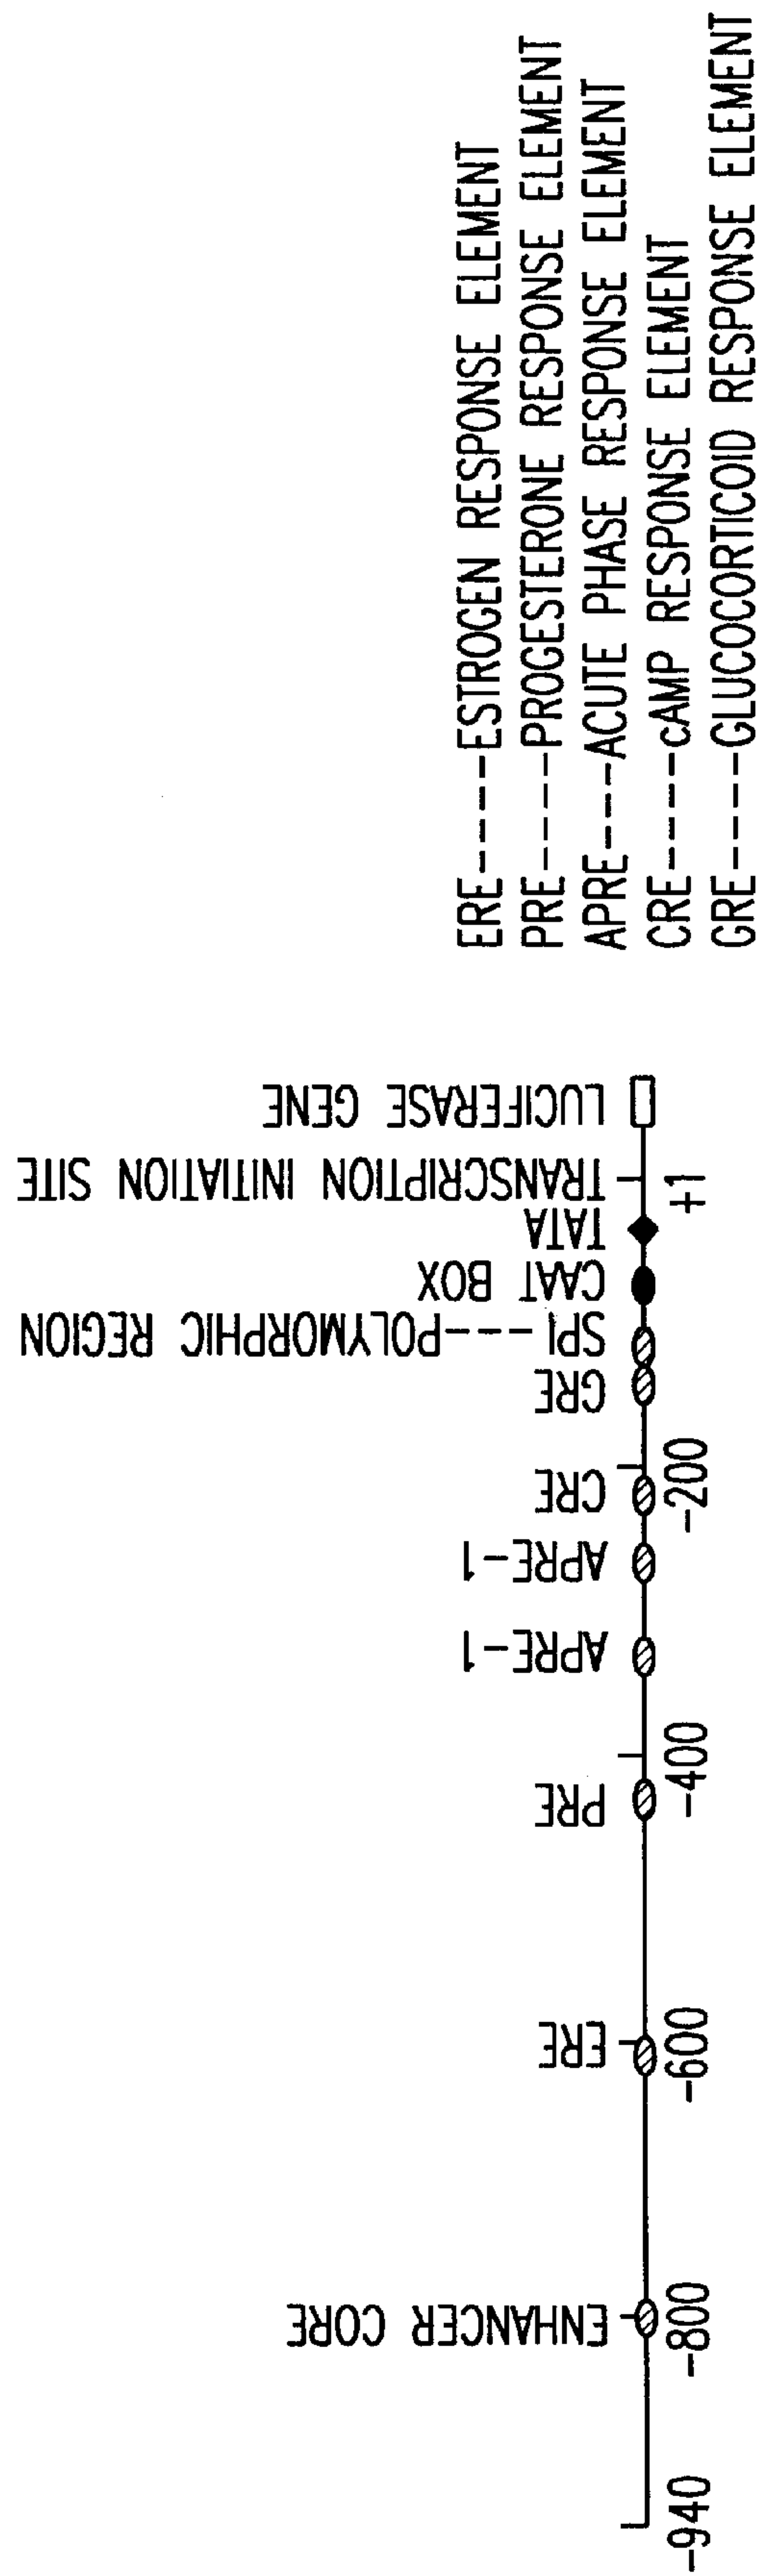 ENHANCER CORE
ERE
PRE
APRE-1
APRE-1
CRE
GRE
SPI---POLYMORPHIC REGION
CAAT BOX
TATA
TRANSCRIPTION INITIATION SITE
LUCIFERASE GENE
-940
-800
-600
-400
-200
+1
ERE-----ESTROGEN RESPONSE ELEMENT
PRE-----PROGESTERONE RESPONSE ELEMENT
APRE----ACUTE PHASE RESPONSE ELEMENT
CRE-----cAMP RESPONSE ELEMENT
GRE-----GLUCOCORTICOID RESPONSE ELEMENT